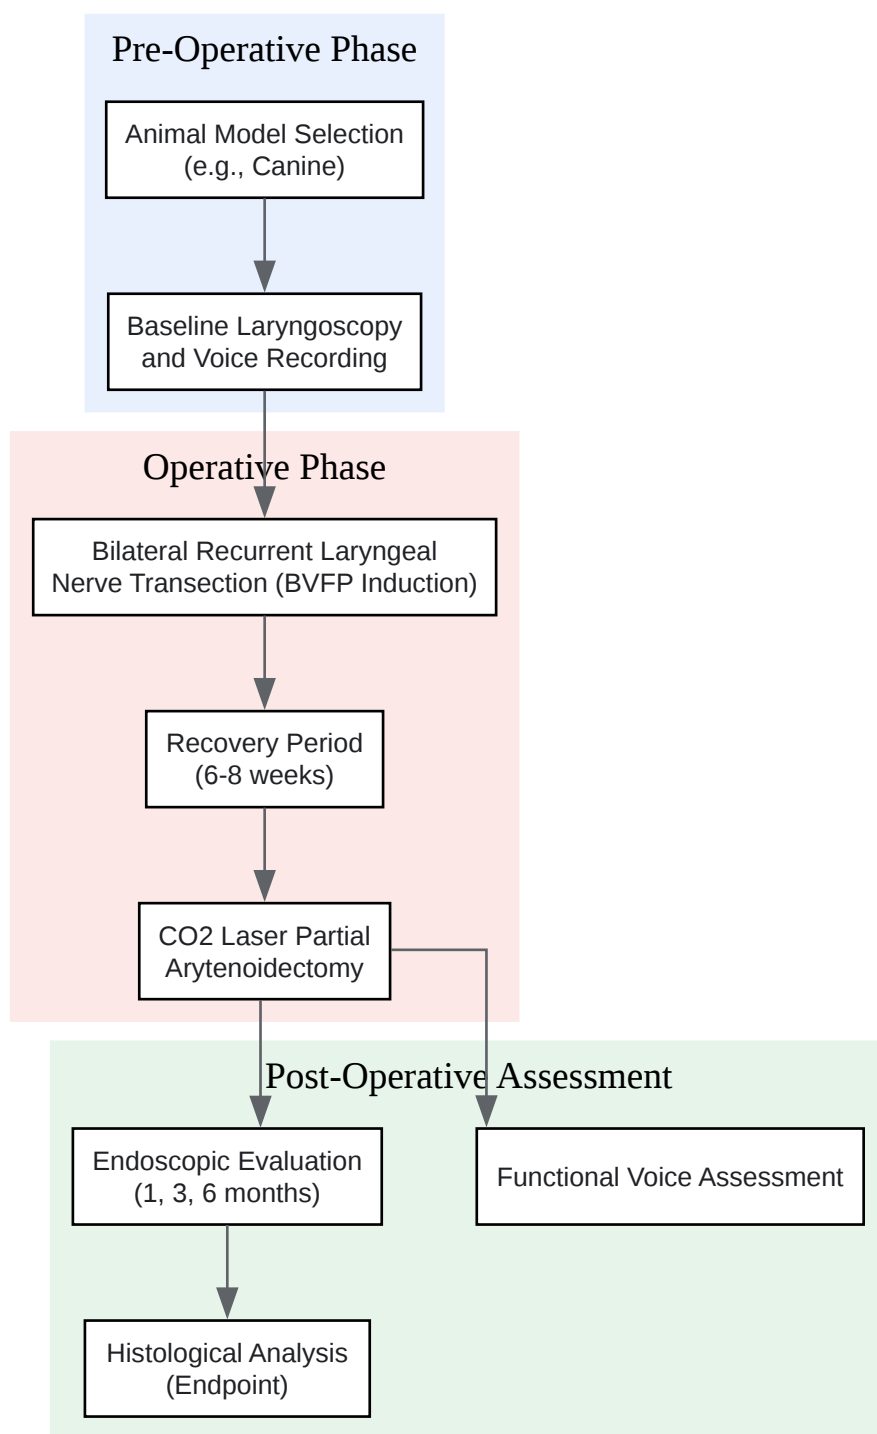 Pre-Operative Phase
Animal Model Selection
(e.g., Canine)
Baseline Laryngoscopy
and Voice Recording
Operative Phase
Bilateral Recurrent Laryngeal
Nerve Transection (BVFP Induction)
Recovery Period
(6-8 weeks)
CO2 Laser Partial
Arytenoidectomy
Post-Operative Assessment
Endoscopic Evaluation
(1, 3, 6 months)
Functional Voice Assessment
Histological Analysis
(Endpoint)